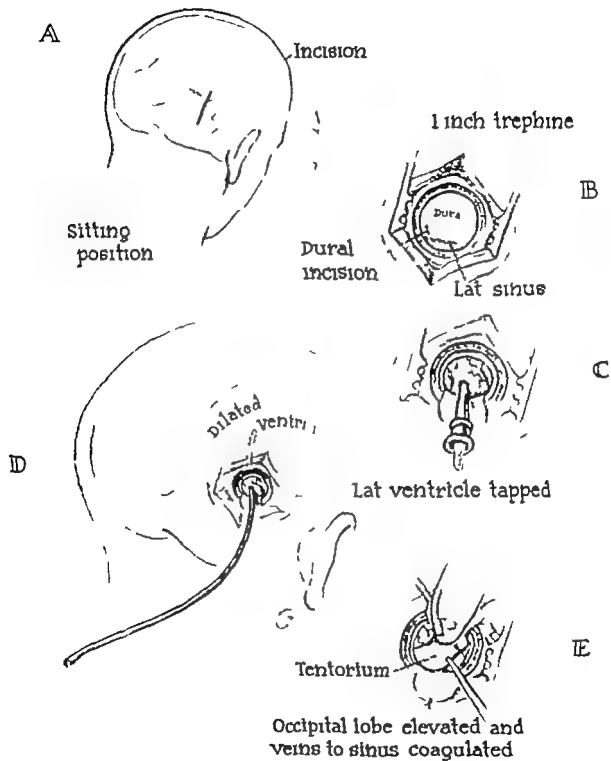 A
Incision
1 inch trephine
B
Dura
Sitting
position
Dural
incision
Lat sinus
C
Dilated
ventri
D
Lat ventricle tapped
E
Tentorium
Occipital lobe elevated and
veins to sinus coagulated